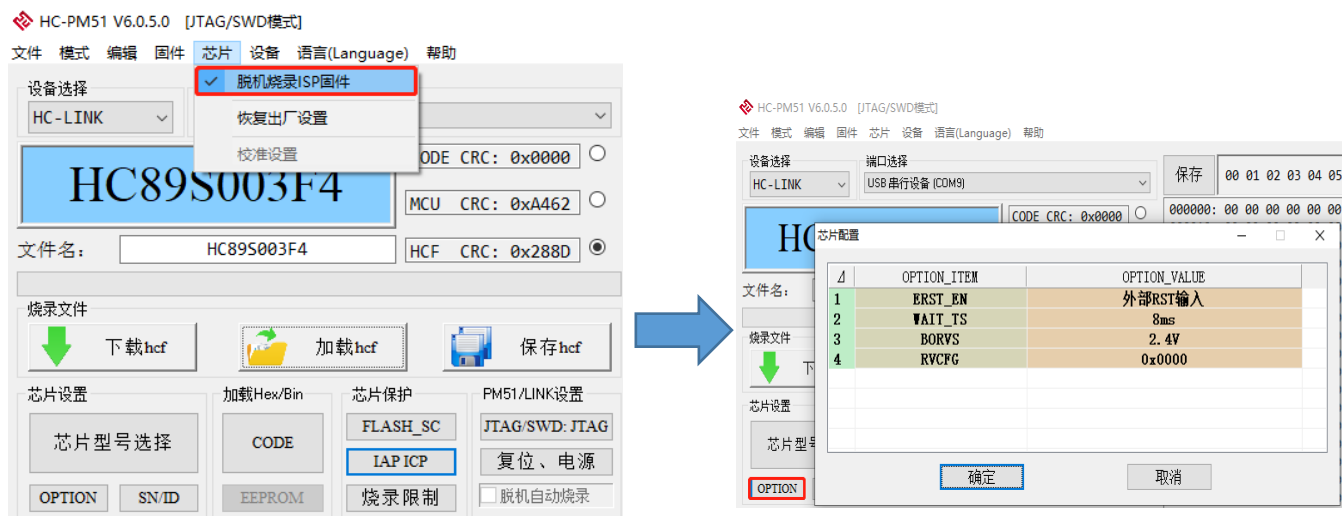 HC-PM51 V6.0.5.0 [JTAG/SWD模式]
文件 模式 编辑 固件 芯片 设备 语言(Language) 帮助
脱机烧录ISP固件
恢复出厂设置
校准设置
设备选择
HC-LINK
HC89S003F4
ODE CRC: 0x0000
MCU CRC: 0xA462
HCF CRC: 0x288D
文件名: HC89S003F4
烧录文件
下载hcf 加载hcf 保存hcf
芯片设置 加载Hex/Bin 芯片保护 PM51/LINK设置
芯片型号选择 CODE FLASH_SC JTAG/SWD: JTAG
IAP ICP 复位、电源
OPTION SN/ID EEPROM 烧录限制 脱机自动烧录
HC-PM51 V6.0.5.0 [JTAG/SWD模式]
文件 模式 编辑 固件 芯片 设备 语言(Language) 帮助
设备选择 端口选择
HC-LINK USB 串行设备 (COM9)
保存 00 01 02 03 04 05
CODE CRC: 0x0000 000000: 00 00 00 00 00 00
HC
文件名:
烧录文件
下
芯片设置
芯片型号
OPTION
芯片配置
OPTION_ITEM OPTION_VALUE
1 ERST_EN 外部RST输入
2 WAIT_TS 8ms
3 BORVS 2.4V
4 RVCFG 0x0000
确定 取消